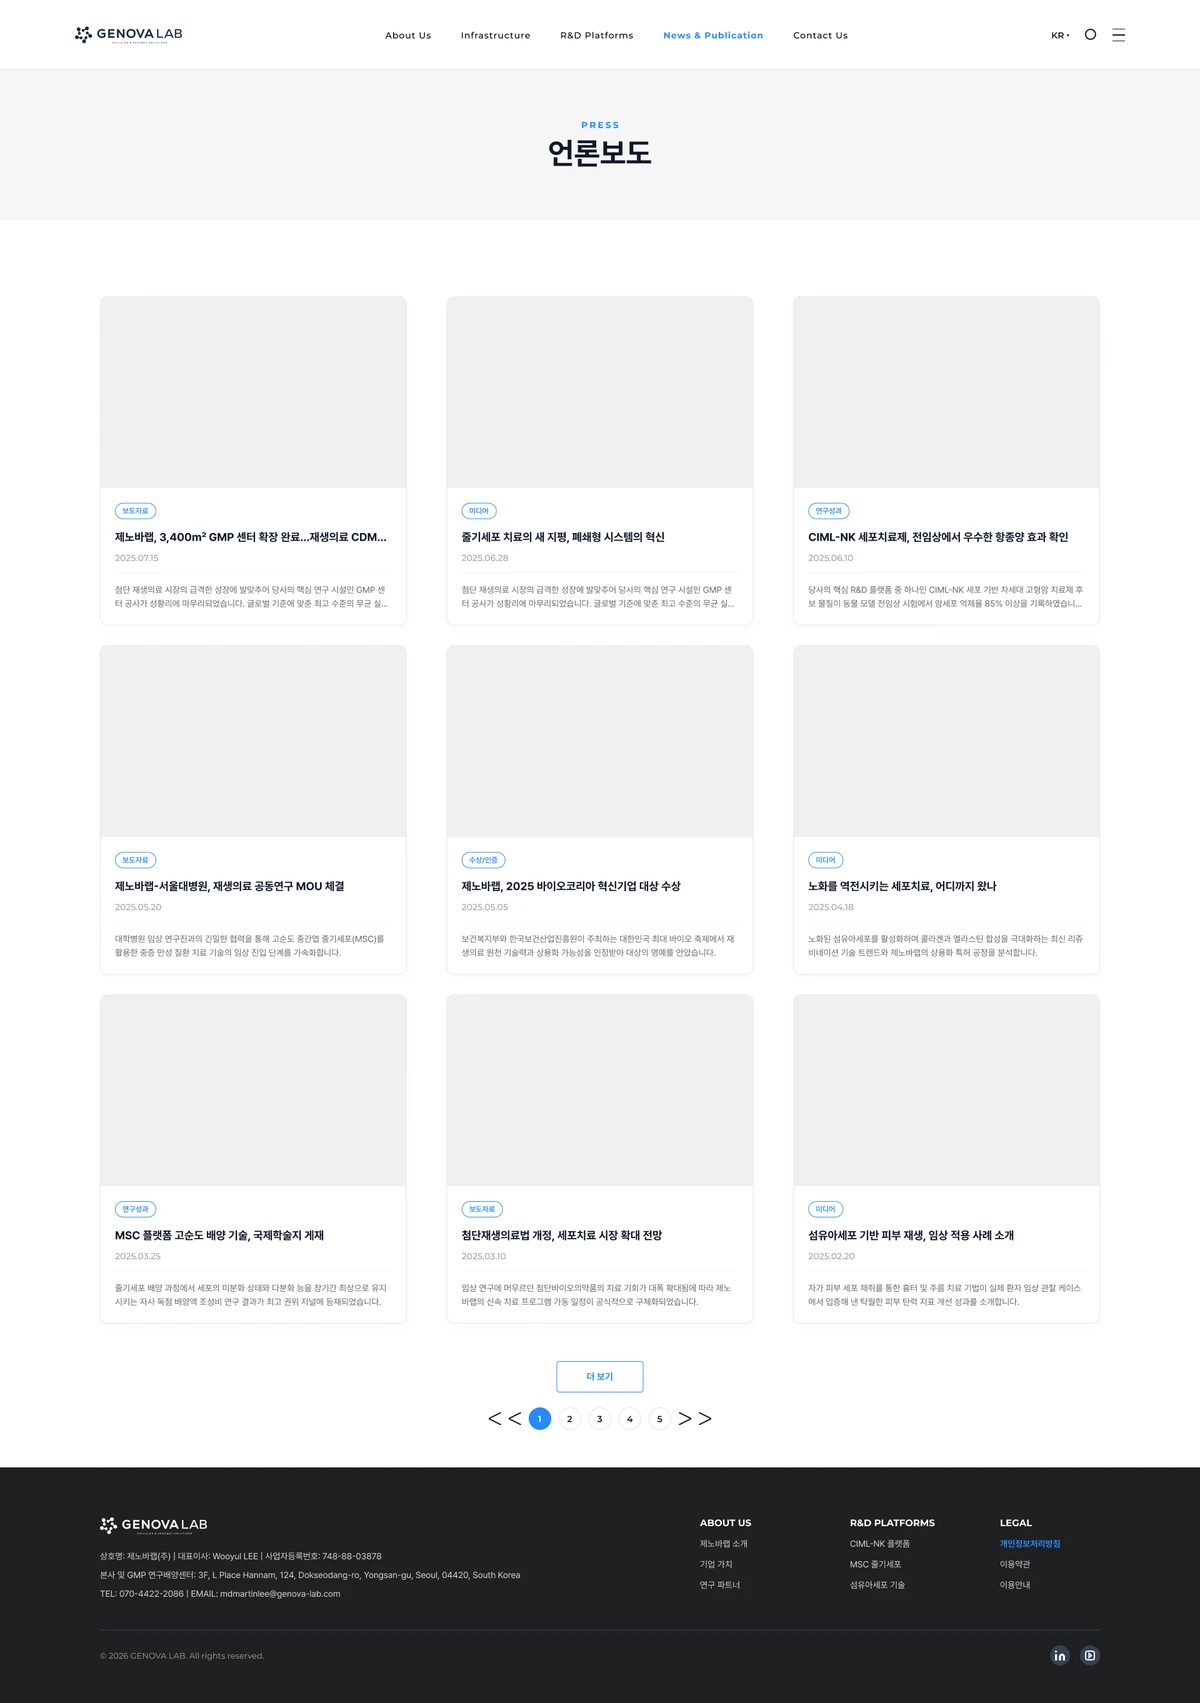 GENOVA LAB
About Us
Infrastructure
R&D Platforms
News & Publication
Contact Us
KR
PRESS
언론보도
보도자료
제노바랩, 3,400m² GMP 센터 확장 완료...재생의료 CDM...
2025.07.15
첨단 재생의료 시장의 급격한 성장에 발맞추어 당사의 핵심 연구 시설인 GMP 센
터 공사가 성황리에 마무리되었습니다. 글로벌 기준에 맞춘 최고 수준의 무균 실...
미디어
줄기세포 치료의 새 지평, 폐쇄형 시스템의 혁신
2025.06.28
첨단 재생의료 시장의 급격한 성장에 발맞추어 당사의 핵심 연구 시설인 GMP 센
터 공사가 성황리에 마무리되었습니다. 글로벌 기준에 맞춘 최고 수준의 무균 실...
연구성과
CIML-NK 세포치료제, 전임상에서 우수한 항종양 효과 확인
2025.06.10
당사의 핵심 R&D 플랫폼 중 하나인 CIML-NK 세포 기반 차세대 고형암 치료제 후
보 물질이 동물 모델 전임상 시험에서 암세포 억제율 85% 이상을 기록하였습니...
보도자료
제노바랩-서울대병원, 재생의료 공동연구 MOU 체결
2025.05.20
대학병원 임상 연구진과의 긴밀한 협력을 통해 고순도 중간엽 줄기세포(MSC)를
활용한 중증 만성 질환 치료 기술의 임상 진입 단계를 가속화합니다.
수상/인증
제노바랩, 2025 바이오코리아 혁신기업 대상 수상
2025.05.05
보건복지부와 한국보건산업진흥원이 주최하는 대한민국 최대 바이오 축제에서 재
생의료 원천 기술력과 상용화 가능성을 인정받아 대상의 영예를 안았습니다.
미디어
노화를 역전시키는 세포치료, 어디까지 왔나
2025.04.18
노화된 섬유아세포를 활성화하여 콜라겐과 엘라스틴 합성을 극대화하는 최신 리쥬
비네이션 기술 트렌드와 제노바랩의 상용화 특허 공정을 분석합니다.
연구성과
MSC 플랫폼 고순도 배양 기술, 국제학술지 게재
2025.03.25
줄기세포 배양 과정에서 세포의 미분화 상태와 다분화 능을 장기간 최상으로 유지
시키는 자사 독점 배양액 조성비 연구 결과가 최고 권위 저널에 등재되었습니다.
보도자료
첨단재생의료법 개정, 세포치료 시장 확대 전망
2025.03.10
임상 연구에 머무르던 첨단바이오의약품의 치료 기회가 대폭 확대됨에 따라 제노
바랩의 신속 치료 프로그램 가동 일정이 공식적으로 구체화되었습니다.
미디어
섬유아세포 기반 피부 재생, 임상 적용 사례 소개
2025.02.20
자가 피부 세포 채취를 통한 흉터 및 주름 치료 기법이 실제 환자 임상 관찰 케이스
에서 입증해 낸 탁월한 피부 탄력 지표 개선 성과를 소개합니다.
더 보기
< < 1 2 3 4 5 > >
GENOVA LAB
상호명: 제노바랩(주) | 대표이사: Wooyul LEE | 사업자등록번호: 748-88-03878
본사 및 GMP 연구배양센터: 3F, L Place Hannam, 124, Dokseodang-ro, Yongsan-gu, Seoul, 04420, South Korea
TEL: 070-4422-2086 | EMAIL: mdmartinlee@genova-lab.com
ABOUT US
제노바랩 소개
기업 가치
연구 파트너
R&D PLATFORMS
CIML-NK 플랫폼
MSC 줄기세포
섬유아세포 기술
LEGAL
개인정보처리방침
이용약관
이용안내
© 2026 GENOVA LAB. All rights reserved.
in